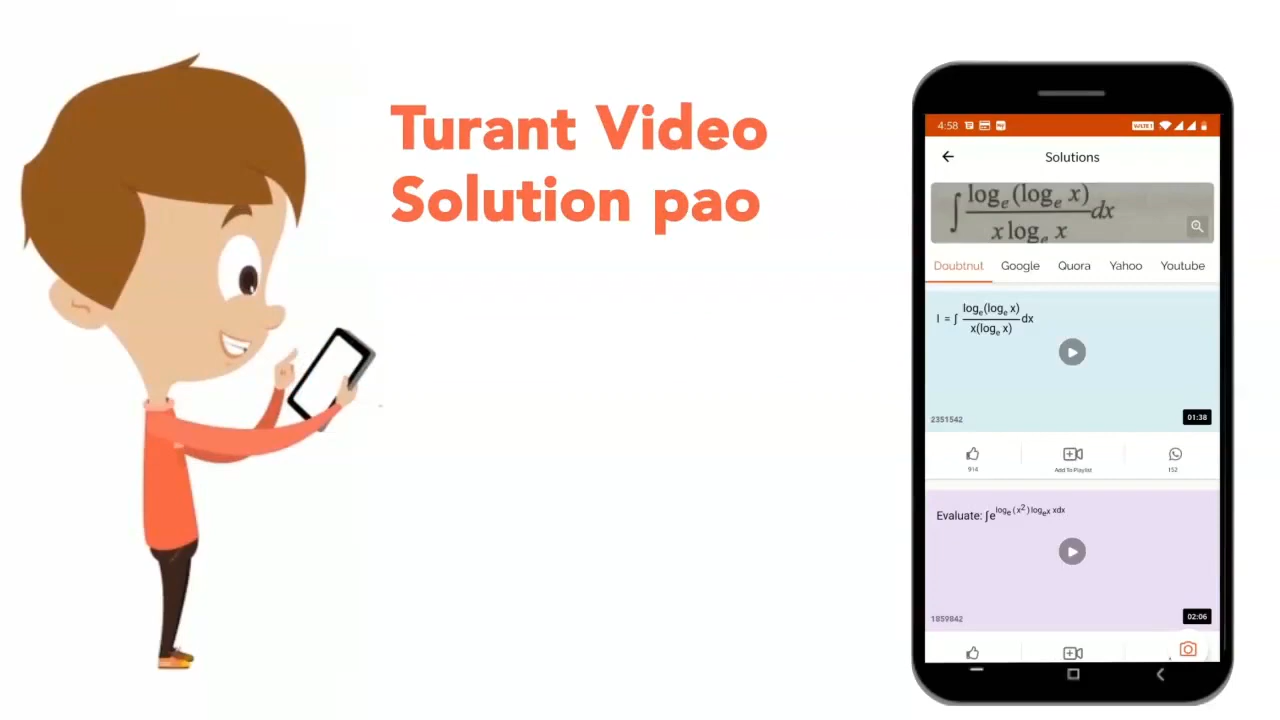 Turant Video
Solution pao
4:58
VoLTE1
Solutions
∫ logₑ (logₑ x) / x logₑ x dx
Doubtnut Google Quora Yahoo Youtube
I = ∫ logₑ(logₑ x) / x(logₑ x) dx
2351542 01:38
914 Add To Playlist 152
Evaluate: ∫e^logₑ (x²) logₑx xdx
1859842 02:06